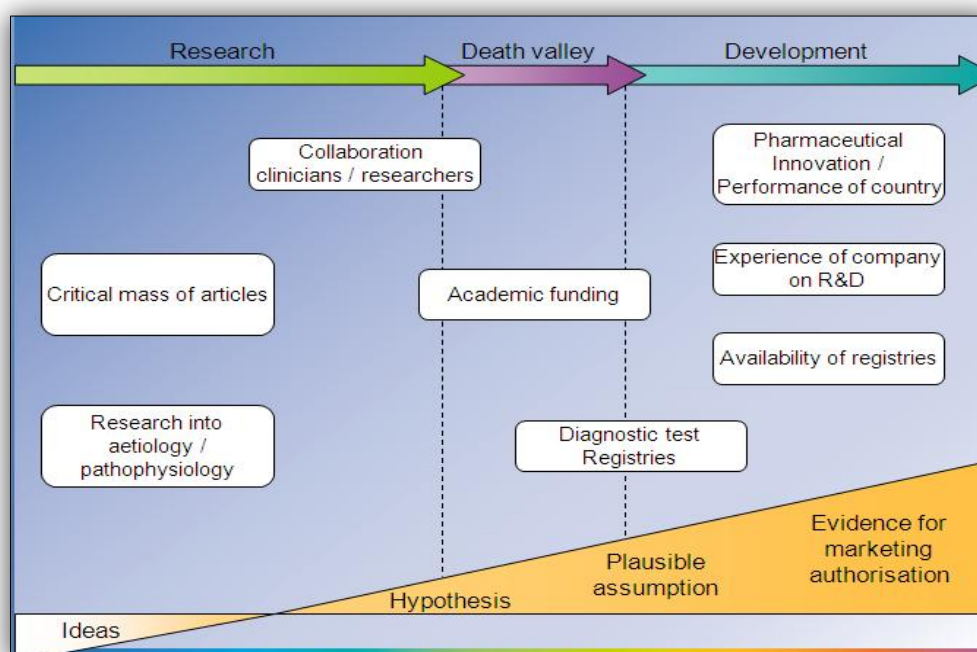 Research
Death valley
Development
Collaboration
clinicians / researchers
Pharmaceutical
Innovation /
Performance of country
Critical mass of articles
Academic funding
Experience of company
on R&D
Availability of registries
Research into
aetiology /
pathophysiology
Diagnostic test
Registries
Ideas
Hypothesis
Plausible
assumption
Evidence for
marketing
authorisation